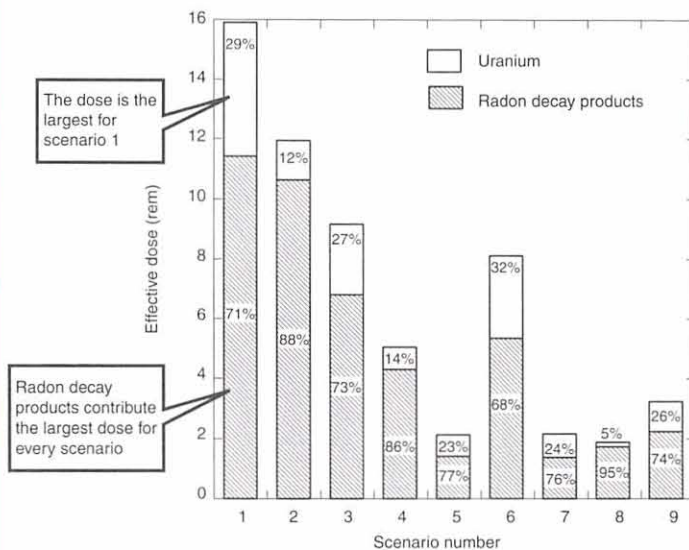 16
14
12
10
8
6
4
2
0
Effective dose (rem)
The dose is the
largest for
scenario 1
Radon decay
products contribute
the largest dose for
every scenario
Uranium
Radon decay products
29%
71%
12%
88%
27%
73%
14%
86%
23%
77%
32%
68%
24%
76%
5%
95%
26%
74%
1 2 3 4 5 6 7 8 9
Scenario number